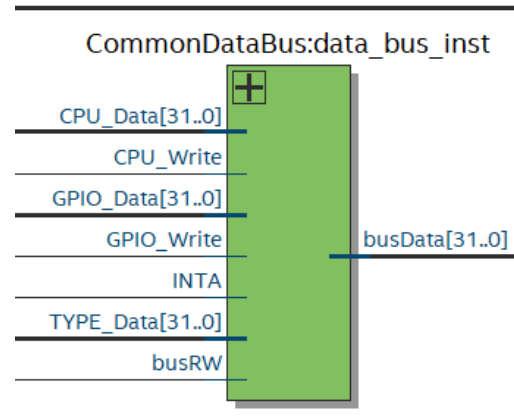 CommonDataBus:data_bus_inst
CPU_Data[31..0]
CPU_Write
GPIO_Data[31..0]
GPIO_Write
busData[31..0]
INTA
TYPE_Data[31..0]
busRW